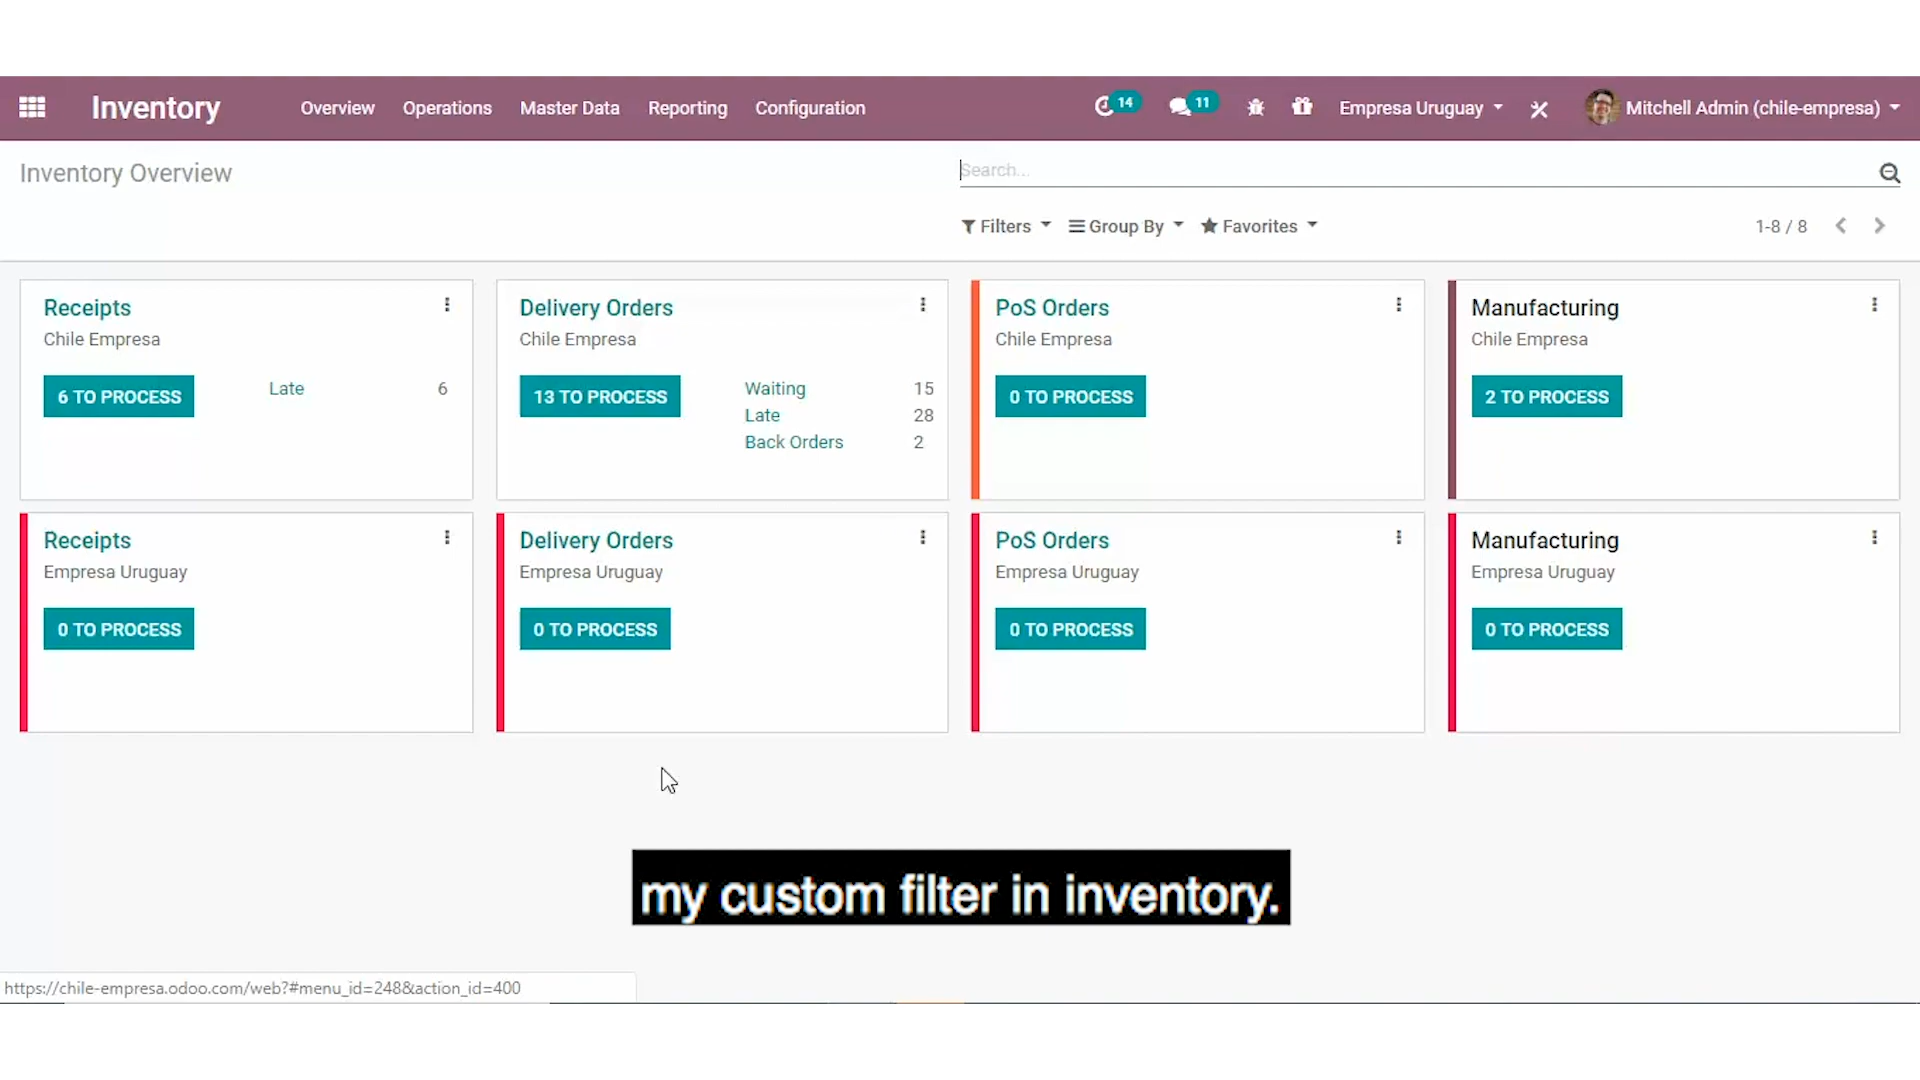 Inventory
Overview
Operations
Master Data
Reporting
Configuration
14
11
Empresa Uruguay
Mitchell Admin (chile-empresa)
Inventory Overview
Search...
Filters
Group By
Favorites
1-8 / 8
Receipts
Chile Empresa
6 TO PROCESS
Late 6
Delivery Orders
Chile Empresa
13 TO PROCESS
Waiting 15
Late 28
Back Orders 2
PoS Orders
Chile Empresa
0 TO PROCESS
Manufacturing
Chile Empresa
2 TO PROCESS
Receipts
Empresa Uruguay
0 TO PROCESS
Delivery Orders
Empresa Uruguay
0 TO PROCESS
PoS Orders
Empresa Uruguay
0 TO PROCESS
Manufacturing
Empresa Uruguay
0 TO PROCESS
my custom filter in inventory.
https://chile-empresa.odoo.com/web?#menu_id=248&action_id=400